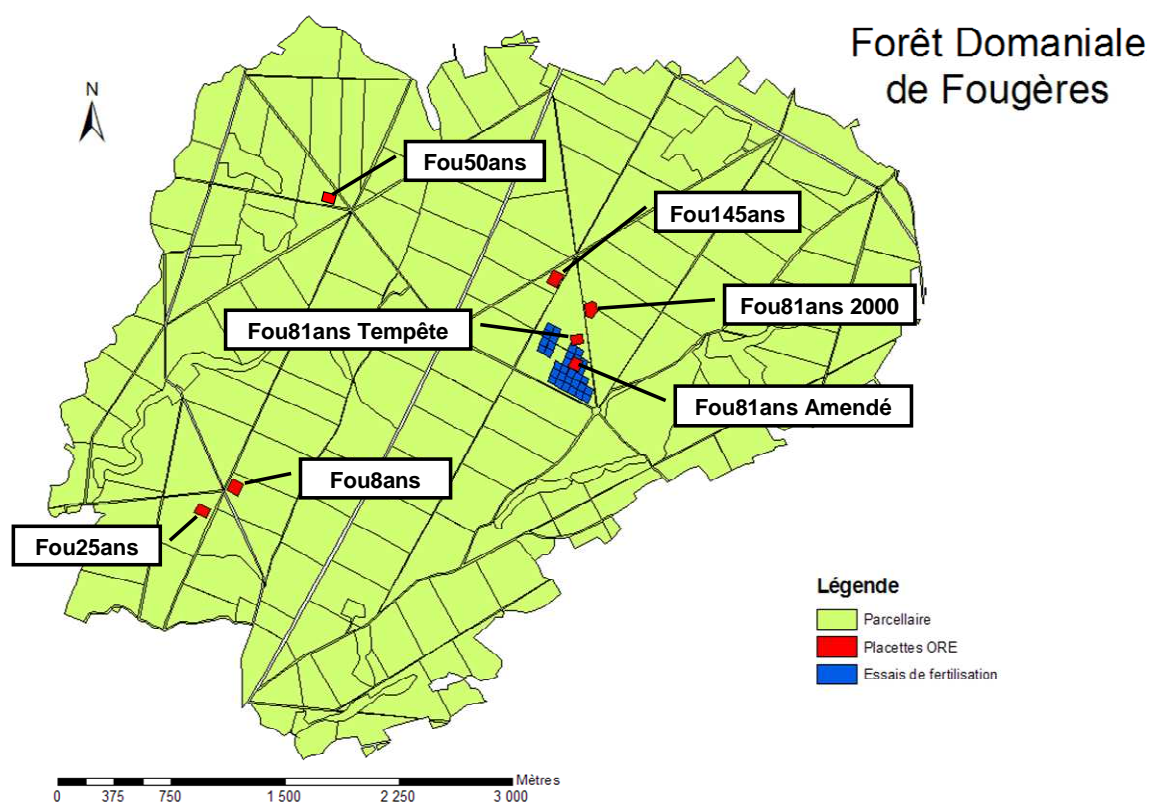 Forêt Domaniale
de Fougères
N
Fou50ans
Fou145ans
Fou81ans 2000
Fou81ans Tempête
Fou81ans Amendé
Fou8ans
Fou25ans
Légende
Parcellaire
Placettes ORE
Essais de fertilisation
Mètres
0 375 750 1 500 2 250 3 000